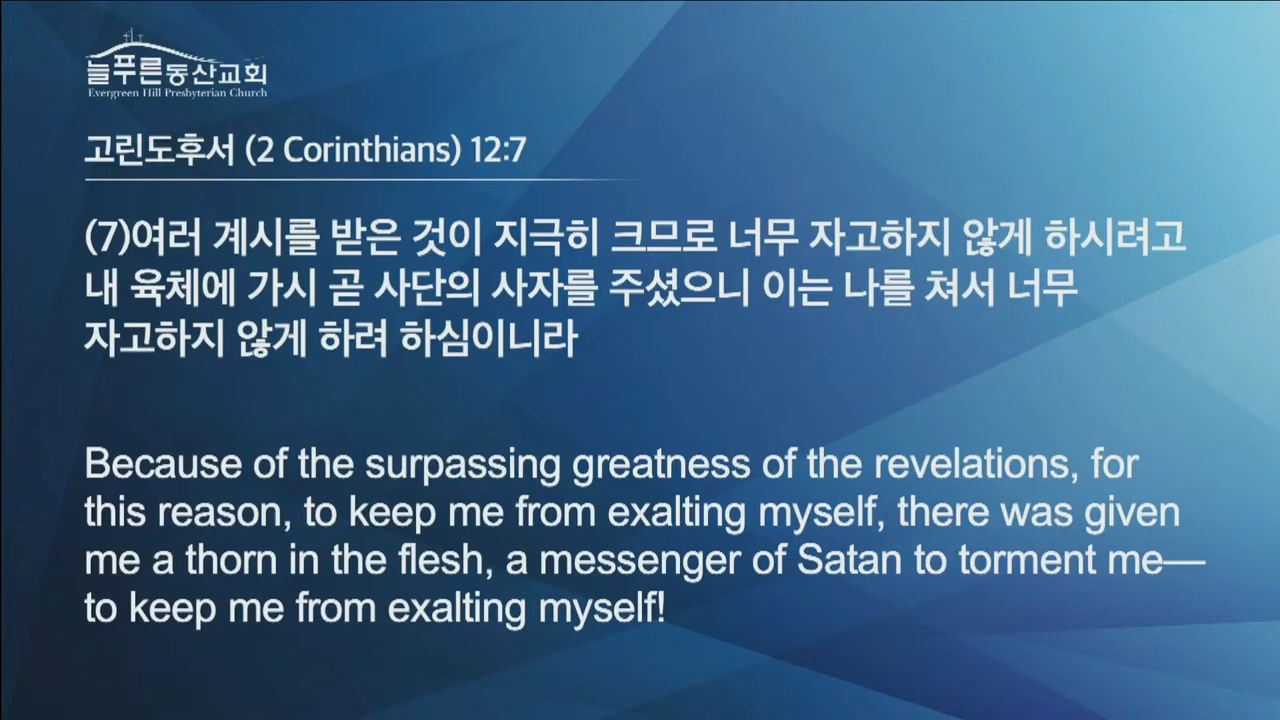 늘푸른동산교회
Evergreen Hill Presbyterian Church
고린도후서 (2 Corinthians) 12:7
(7)여러 계시를 받은 것이 지극히 크므로 너무 자고하지 않게 하시려고
내 육체에 가시 곧 사단의 사자를 주셨으니 이는 나를 쳐서 너무
자고하지 않게 하려 하심이니라
Because of the surpassing greatness of the revelations, for
this reason, to keep me from exalting myself, there was given
me a thorn in the flesh, a messenger of Satan to torment me—
to keep me from exalting myself!